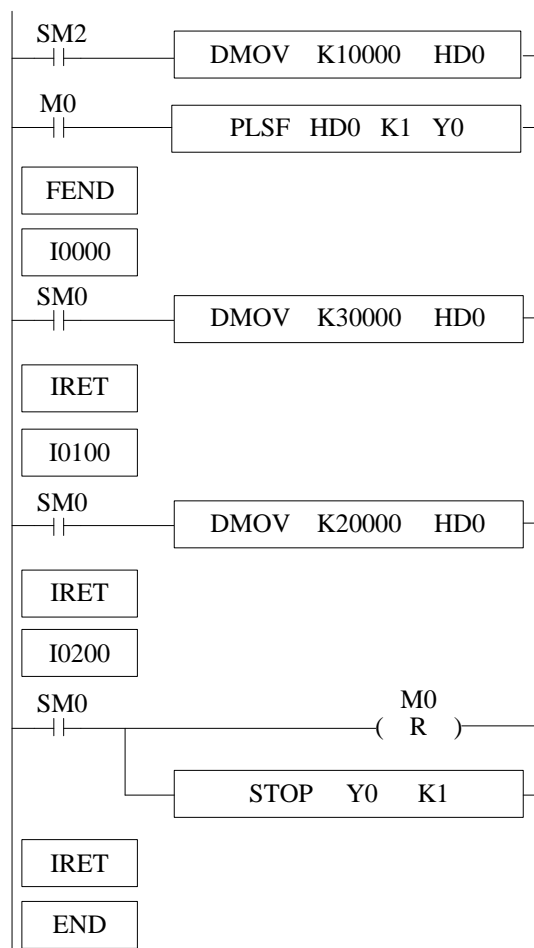 SM2
DMOV K10000 HD0
M0
PLSF HD0 K1 Y0
FEND
I0000
SM0
DMOV K30000 HD0
IRET
I0100
SM0
DMOV K20000 HD0
IRET
I0200
SM0
M0
( R )
STOP Y0 K1
IRET
END